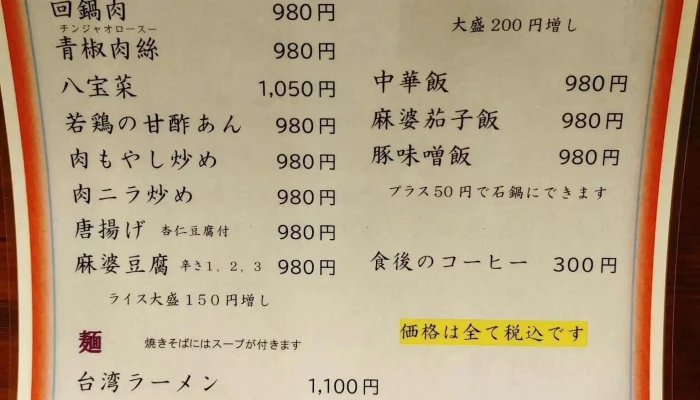 回鍋肉 980円
チンジャオロースー
青椒肉絲 980円
八宝菜 1,050円
若鶏の甘酢あん 980円
肉もやし炒め 980円
肉ニラ炒め 980円
唐揚げ 杏仁豆腐付 980円
麻婆豆腐 辛さ1，2，3 980円
ライス大盛150円増し
麺 焼きそばにはスープが付きます
台湾ラーメン 1,100円
大盛200円増し
中華飯 980円
麻婆茄子飯 980円
豚味噌飯 980円
プラス50円で石鍋にできます
食後のコーヒー 300円
価格は全て税込です